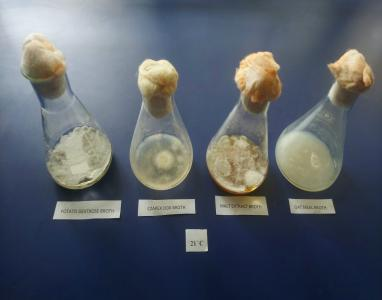 POTATO DEXTROSE BROTH
CZAPEK DOX BROTH
MALT EXTRACT BROTH
OAT MEAL BROTH
21°C